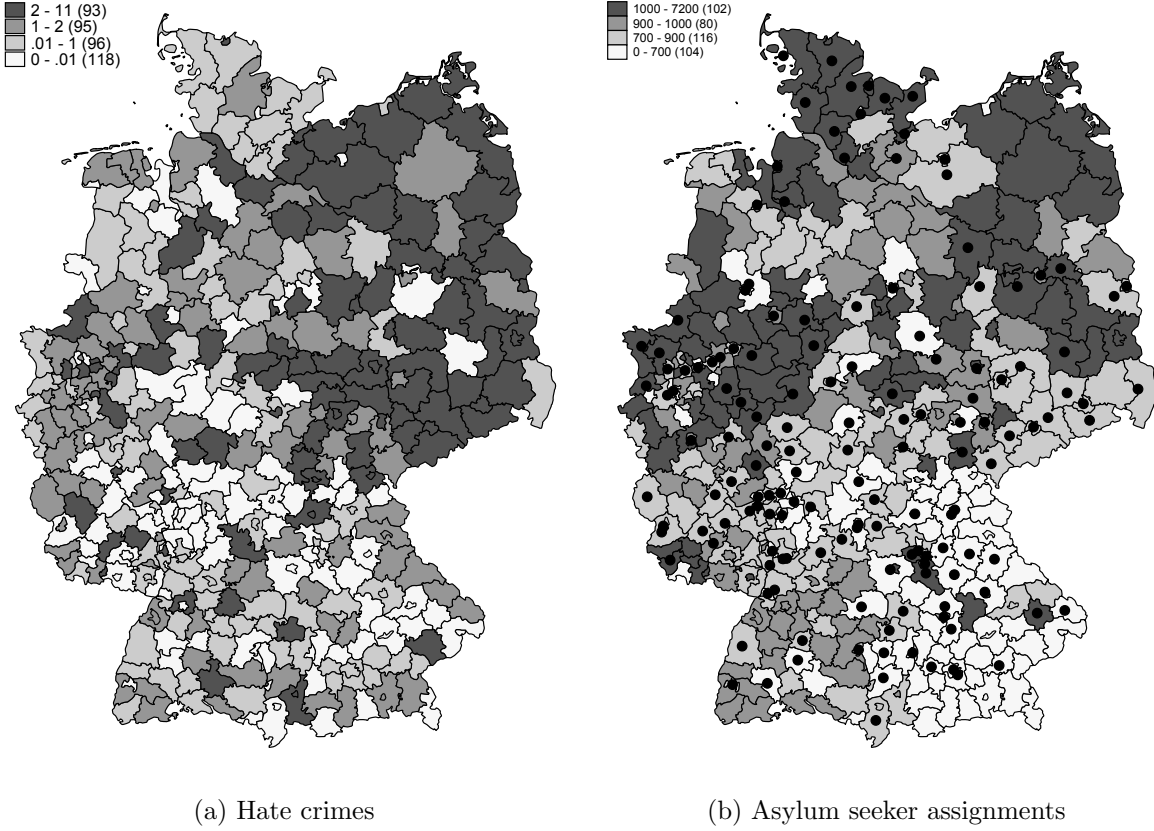 2 - 11 (93)
1 - 2 (95)
.01 - 1 (96)
0 - .01 (118)
1000 - 7200 (102)
900 - 1000 (80)
700 - 900 (116)
0 - 700 (104)
(a) Hate crimes
(b) Asylum seeker assignments